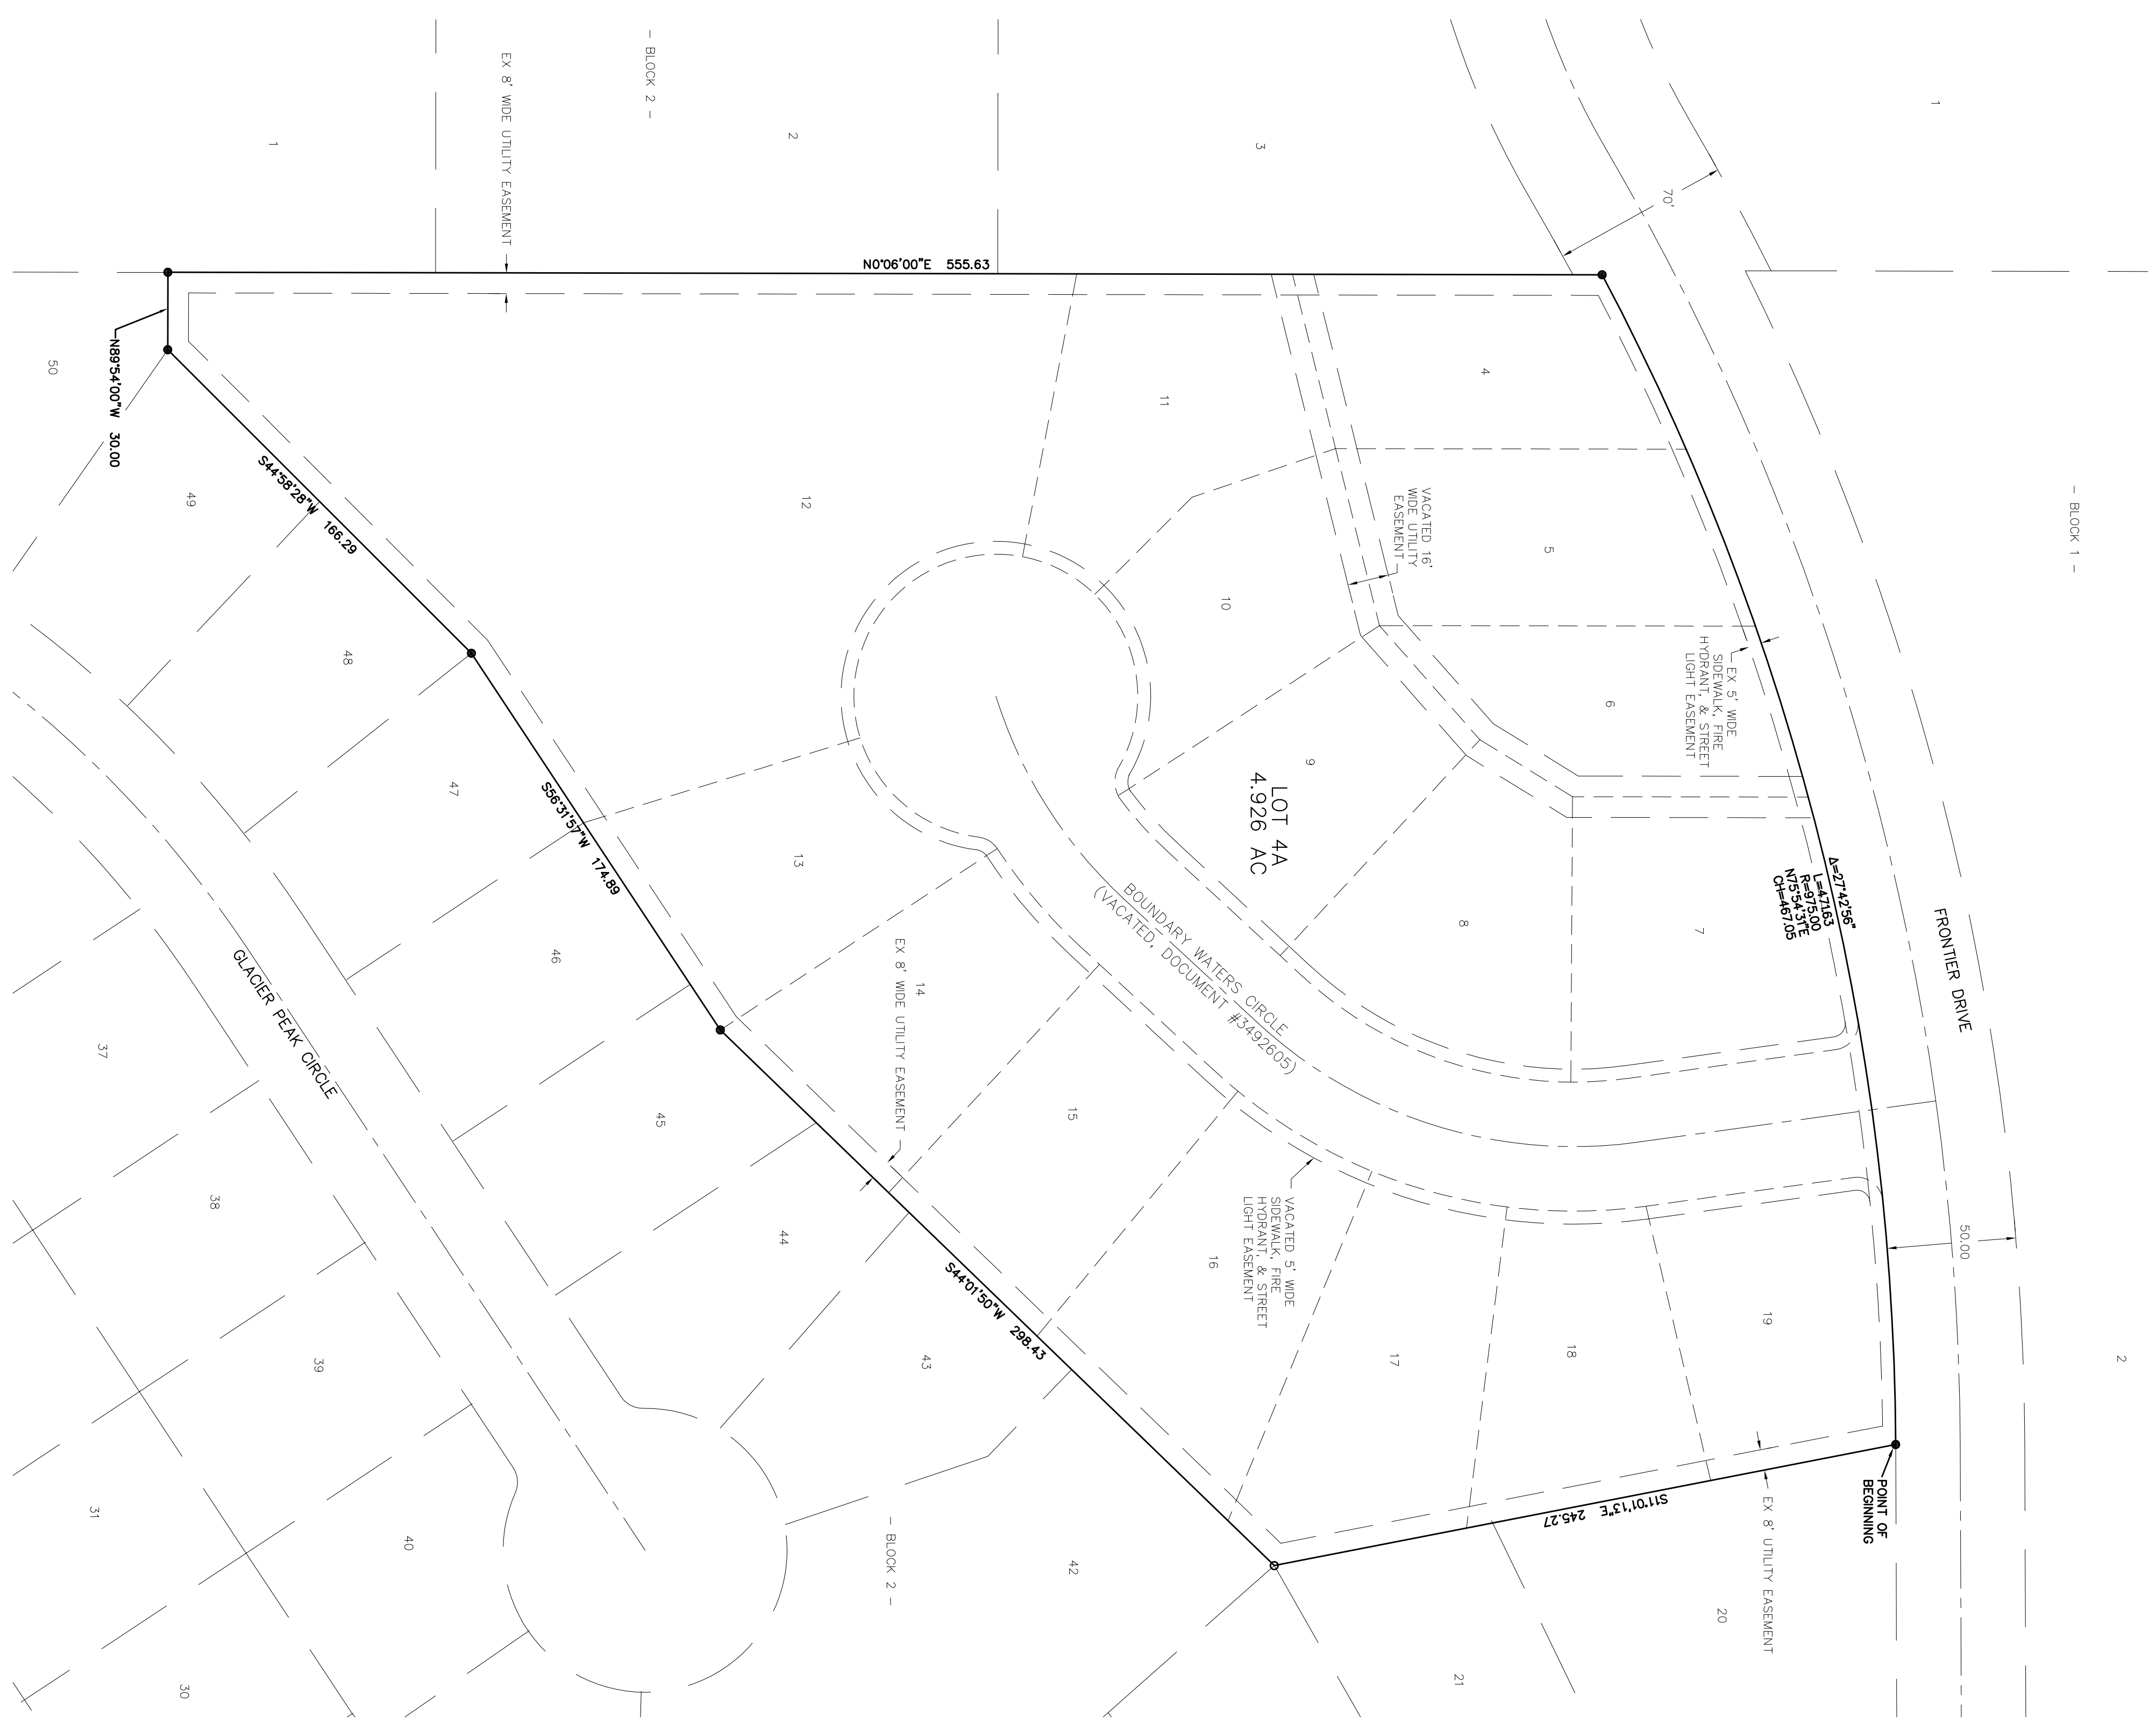 - BLOCK 1 -
1
2
FRONTIER DRIVE
70'
50.00
- BLOCK 2 -
1
2
3
EX 8' WIDE UTILITY EASEMENT
N0°06'00"E 555.63
N89°54'00"W 30.00
S44°58'28"W 166.29
S56°31'57"W 174.89
S44°01'50"W 298.43
S11°01'13"E 245.27
POINT OF
BEGINNING
Δ=27°42'56"
L=471.63
R=975.00
N75°54'31"E
CH=467.05
EX 5' WIDE
SIDEWALK, FIRE
HYDRANT, & STREET
LIGHT EASEMENT
VACATED 16'
WIDE UTILITY
EASEMENT
LOT 4A
4.926 AC
BOUNDARY WATERS CIRCLE
(VACATED, DOCUMENT #3492605)
VACATED 5' WIDE
SIDEWALK, FIRE
HYDRANT, & STREET
LIGHT EASEMENT
EX 8' WIDE UTILITY EASEMENT
EX 8' UTILITY EASEMENT
4
5
6
7
8
9
10
11
12
13
14
15
16
17
18
19
20
21
GLACIER PEAK CIRCLE
- BLOCK 2 -
30
31
37
38
39
40
42
43
44
45
46
47
48
49
50